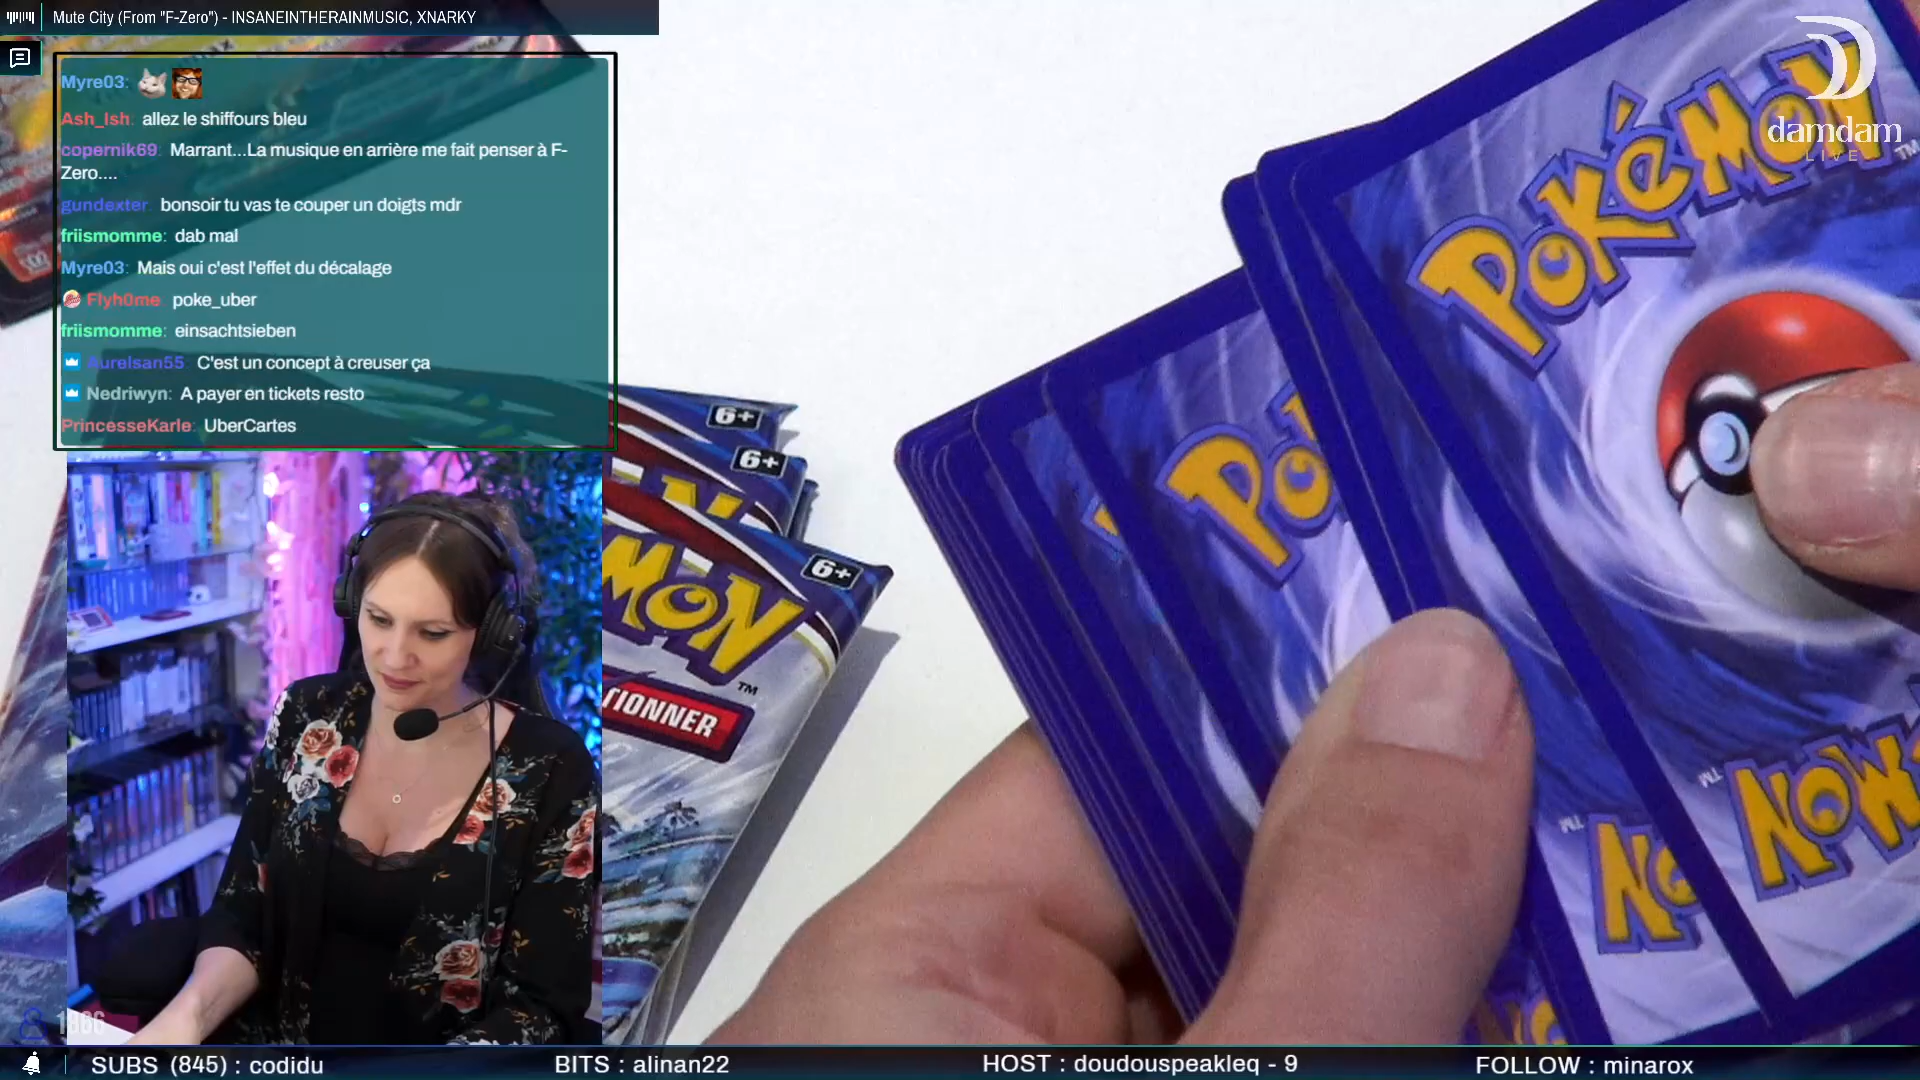 Mute City (From "F-Zero") - INSANEINTHERAINMUSIC, XNARKY
Myre03:
Ash_Ish: allez le shiffours bleu
copernik69: Marrant...La musique en arrière me fait penser à F-
Zero....
gundexter: bonsoir tu vas te couper un doigts mdr
friismomme: dab mal
Myre03: Mais oui c'est l'effet du décalage
Flyh0me: poke_uber
friismomme: einsachtsieben
Aurelsan55: C'est un concept à creuser ça
Nedriwyn: A payer en tickets resto
PrincesseKarle: UberCartes
damdam
LIVE
POKéMON
TM
6+
6+
6+
MON
TM
TIONNER
SUBS (845) : codidu
BITS : alinan22
HOST : doudouspeakleq - 9
FOLLOW : minarox